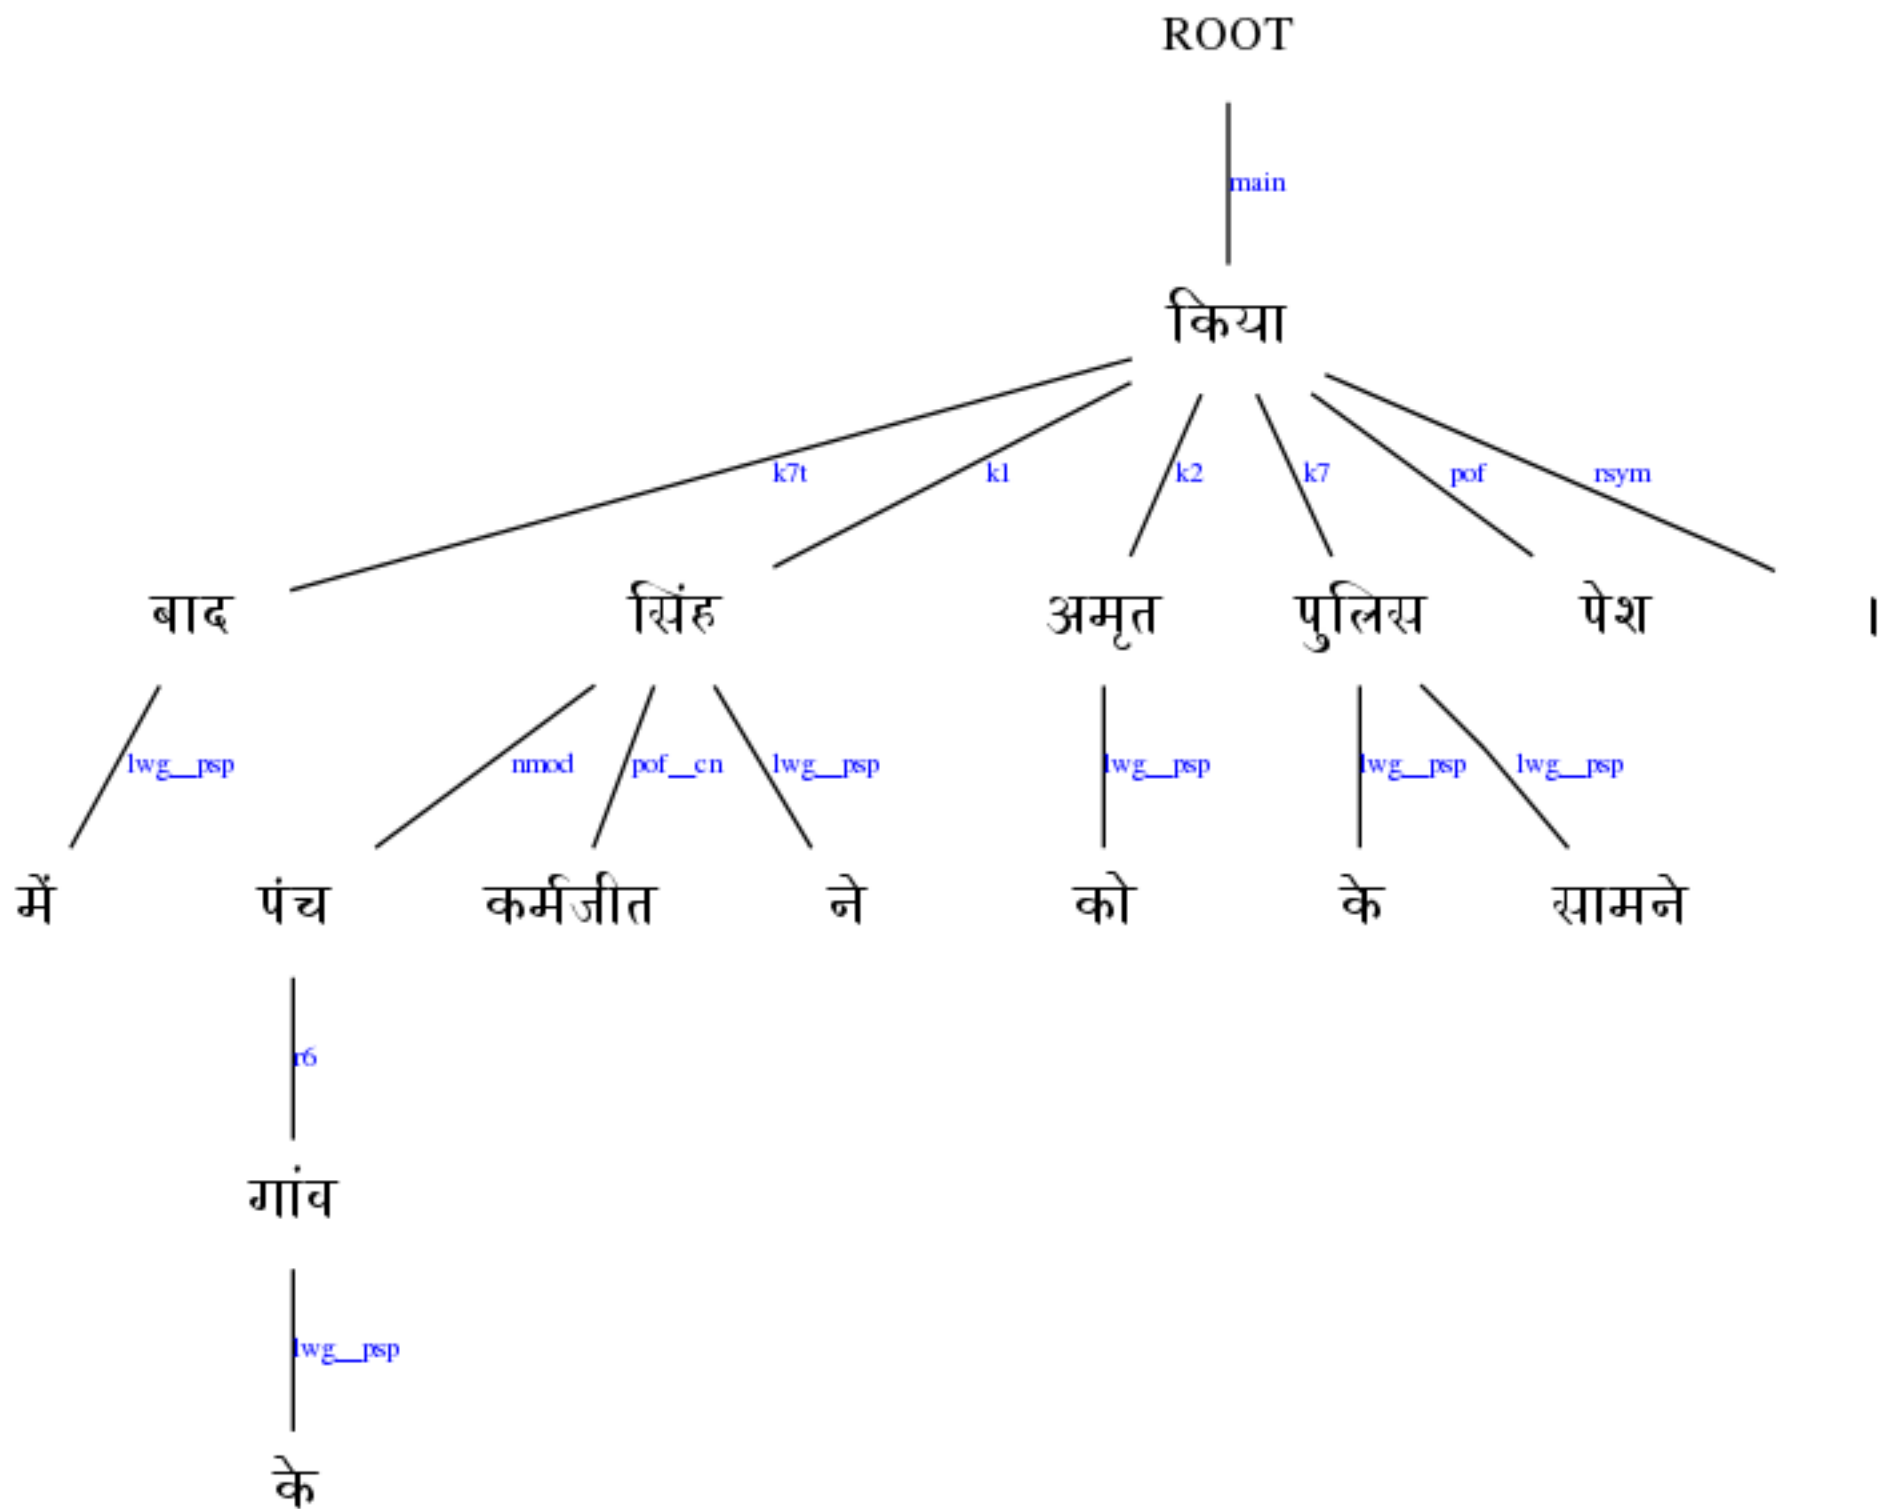 ROOT
main
किया
k7t k1 k2 k7 pof rsym
बाद सिंह अमृत पुलिस पेश ।
lwg__psp nmod pof__cn lwg__psp lwg__psp lwg__psp lwg__psp
में पंच कर्मजीत ने को के सामने
r6
गांव
lwg__psp
के